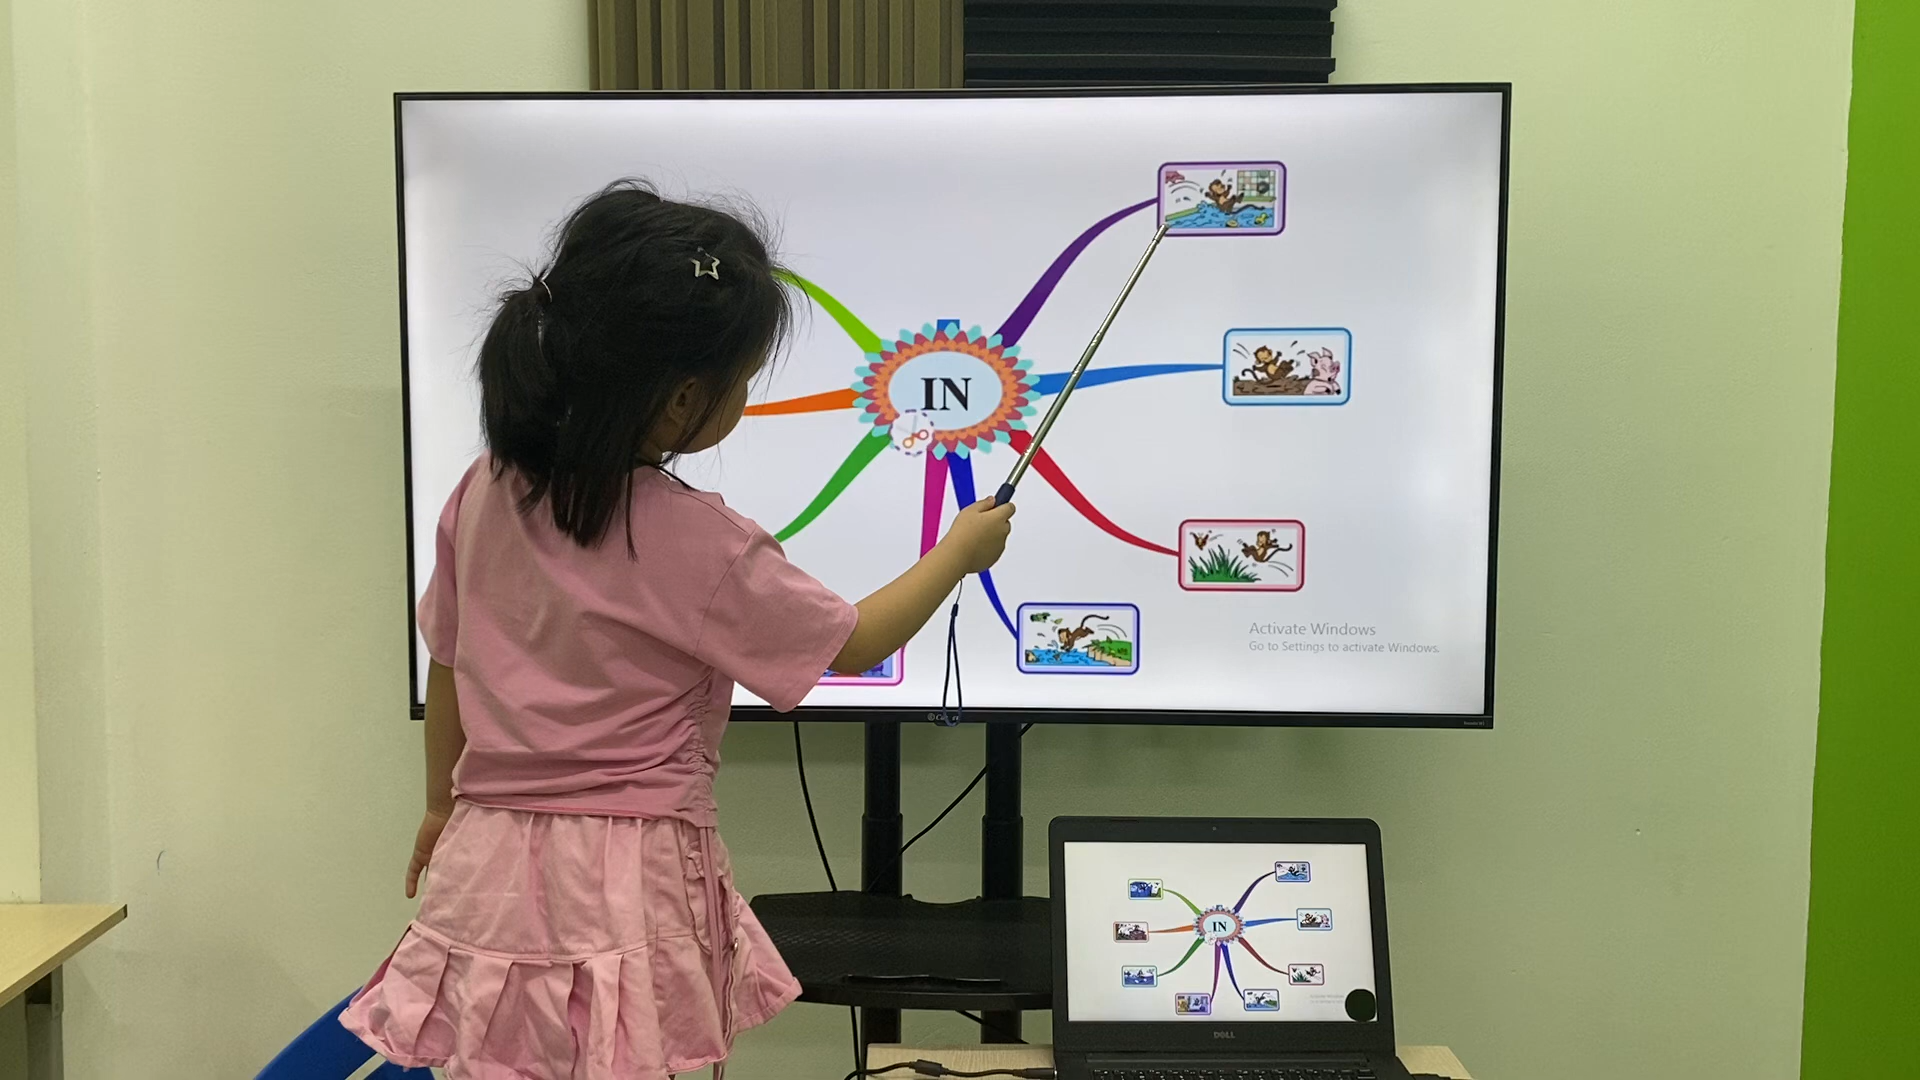 IN
Activate Windows
Go to Settings to activate Windows.
IN
DELL